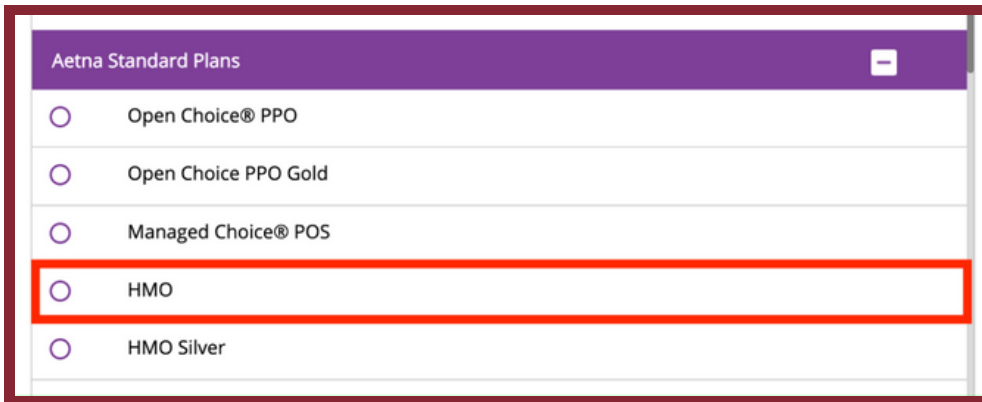 Aetna Standard Plans
Open Choice® PPO
Open Choice PPO Gold
Managed Choice® POS
HMO
HMO Silver